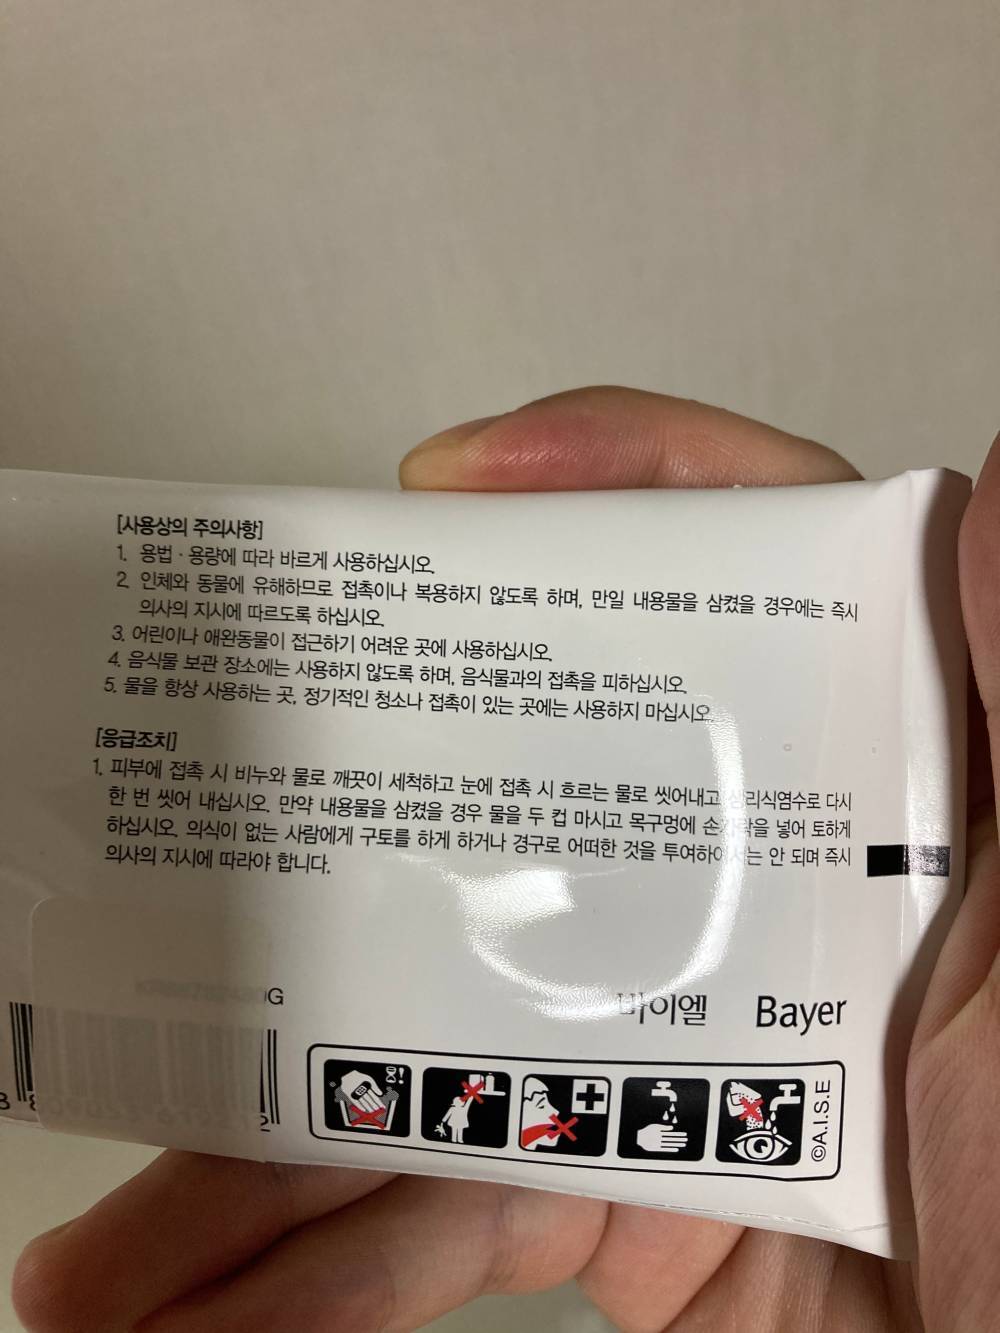 [사용상의 주의사항]
1. 용법 · 용량에 따라 바르게 사용하십시오.
2. 인체와 동물에 유해하므로 접촉이나 복용하지 않도록 하며, 만일 내용물을 삼켰을 경우에는 즉시
의사의 지시에 따르도록 하십시오.
3. 어린이나 애완동물이 접근하기 어려운 곳에 사용하십시오.
4. 음식물 보관 장소에는 사용하지 않도록 하며, 음식물과의 접촉을 피하십시오.
5. 물을 항상 사용하는 곳, 정기적인 청소나 접촉이 있는 곳에는 사용하지 마십시오.
[응급조치]
1. 피부에 접촉 시 비누와 물로 깨끗이 세척하고 눈에 접촉 시 흐르는 물로 씻어내고 생리식염수로 다시
한 번 씻어 내십시오. 만약 내용물을 삼켰을 경우 물을 두 컵 마시고 목구멍에 손가락을 넣어 토하게
하십시오. 의식이 없는 사람에게 구토를 하게 하거나 경구로 어떠한 것을 투여하여서는 안 되며 즉시
의사의 지시에 따라야 합니다.
바이엘 Bayer
©A.I.S.E